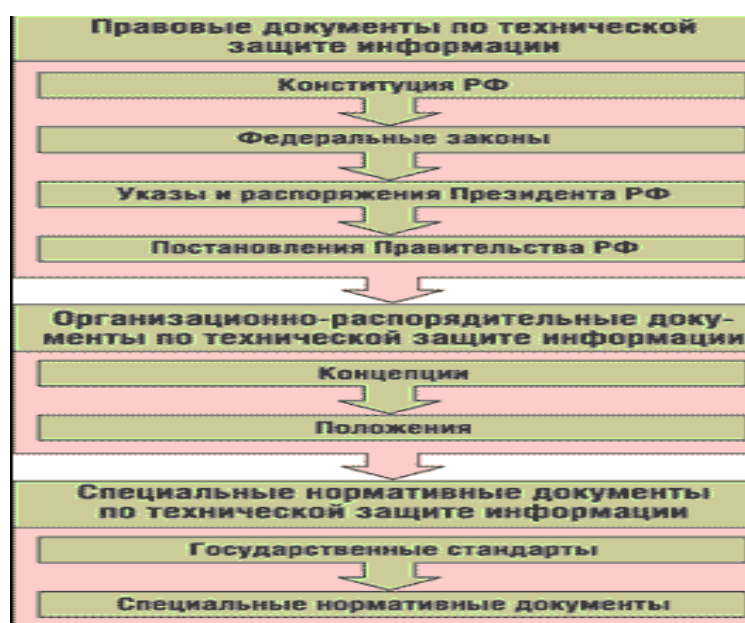 Правовые документы по технической
защите информации
Конституция РФ
Федеральные законы
Указы и распоряжения Президента РФ
Постановления Правительства РФ
Организационно-распорядительные доку-
менты по технической защите информации
Концепции
Положения
Специальные нормативные документы
по технической защите информации
Государственные стандарты
Специальные нормативные документы